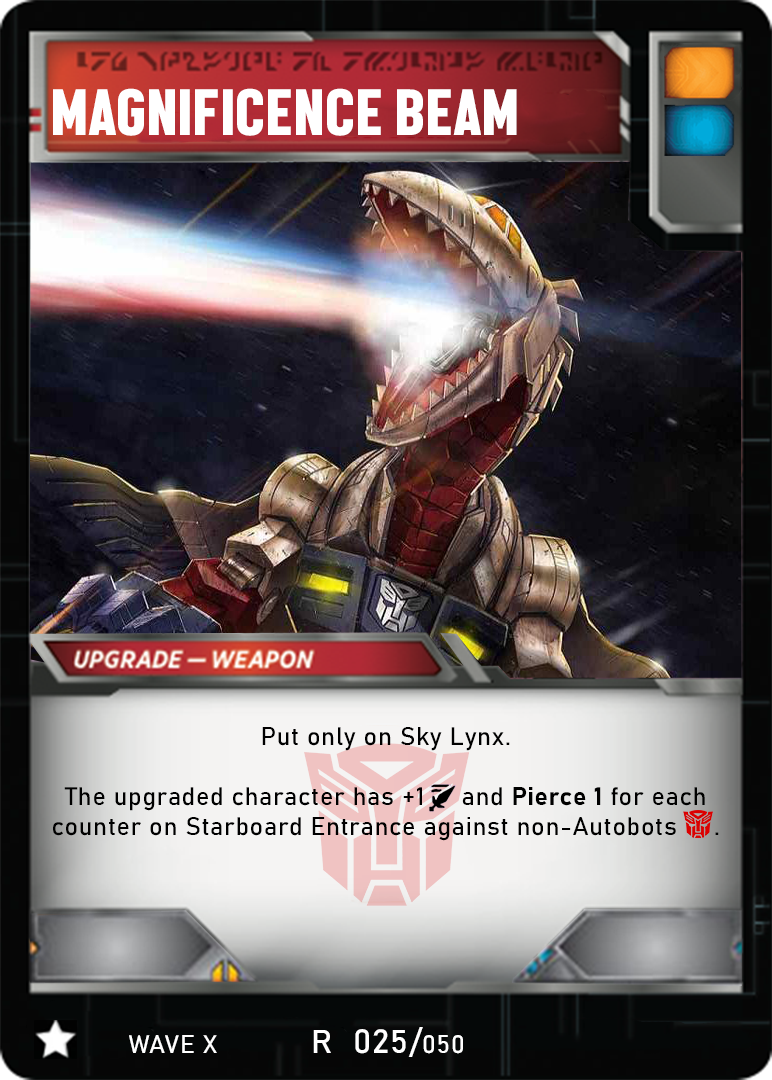 MAGNIFICENCE BEAM
UPGRADE – WEAPON
Put only on Sky Lynx.
The upgraded character has +1 and Pierce 1 for each
counter on Starboard Entrance against non-Autobots .
WAVE X R 025/050